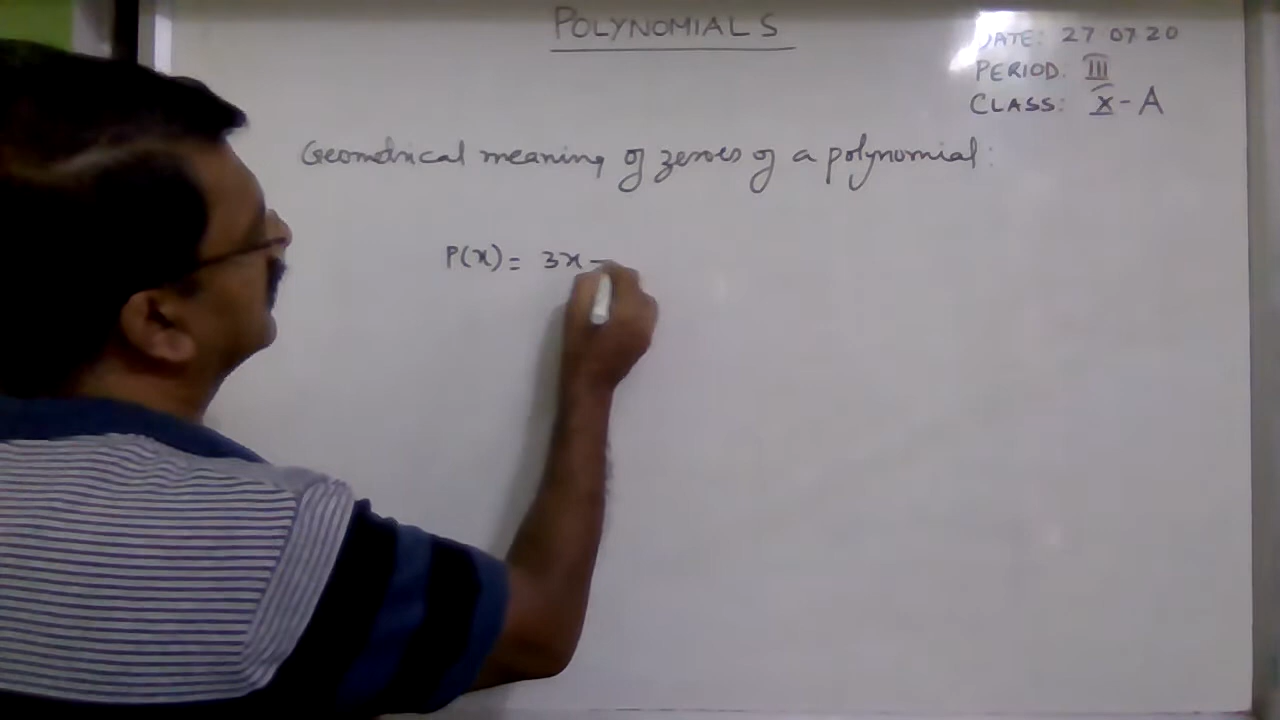 POLYNOMIALS
DATE: 27 07 20
PERIOD: III
CLASS: X - A
Geometrical meaning of zeroes of a polynomial:
P(x) = 3x -